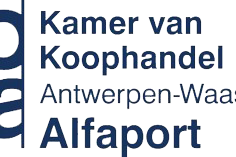 Kamer van
Koophandel
Antwerpen-Waas
Alfaport